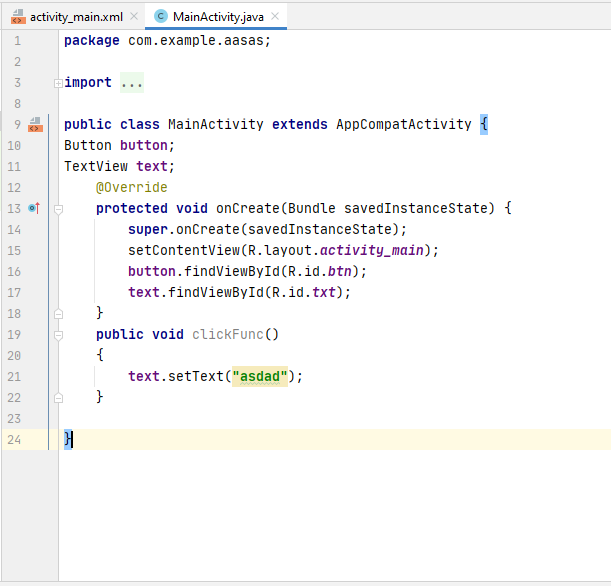 activity_main.xml MainActivity.java
1 package com.example.aasas;
2
3 import ...
8
9 public class MainActivity extends AppCompatActivity {
10 Button button;
11 TextView text;
12 @Override
13 protected void onCreate(Bundle savedInstanceState) {
14 super.onCreate(savedInstanceState);
15 setContentView(R.layout.activity_main);
16 button.findViewById(R.id.btn);
17 text.findViewById(R.id.txt);
18 }
19 public void clickFunc()
20 {
21 text.setText("asdad");
22 }
23
24 }